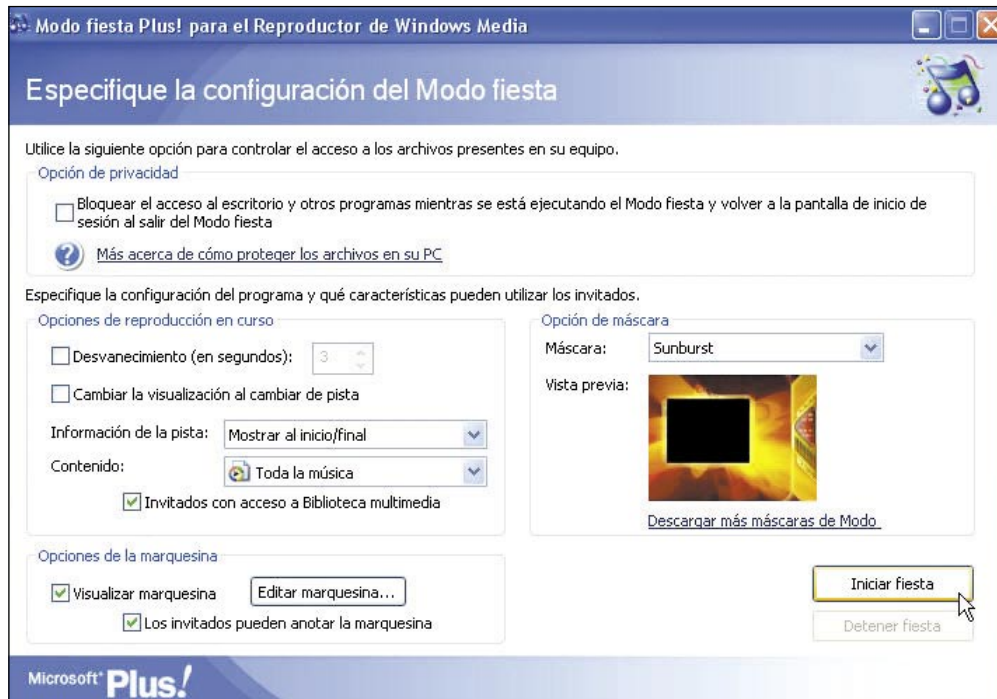 Modo fiesta Plus! para el Reproductor de Windows Media
Especifique la configuración del Modo fiesta
Utilice la siguiente opción para controlar el acceso a los archivos presentes en su equipo.
Opción de privacidad
Bloquear el acceso al escritorio y otros programas mientras se está ejecutando el Modo fiesta y volver a la pantalla de inicio de
sesión al salir del Modo fiesta
Más acerca de cómo proteger los archivos en su PC
Especifique la configuración del programa y qué características pueden utilizar los invitados.
Opciones de reproducción en curso
Desvanecimiento (en segundos): 3
Cambiar la visualización al cambiar de pista
Información de la pista: Mostrar al inicio/final
Contenido: Toda la música
Invitados con acceso a Biblioteca multimedia
Opción de máscara
Máscara: Sunburst
Vista previa:
Descargar más máscaras de Modo
Opciones de la marquesina
Visualizar marquesina Editar marquesina...
Los invitados pueden anotar la marquesina
Iniciar fiesta
Detener fiesta
Microsoft® Plus!